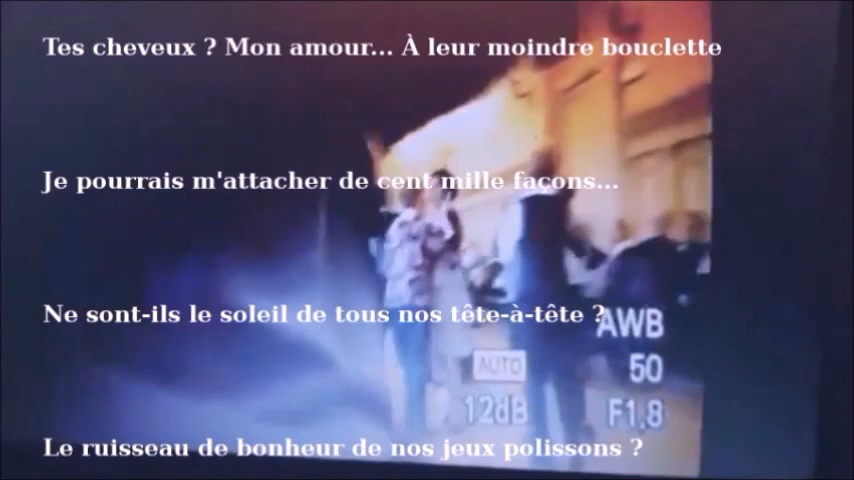 Tes cheveux ? Mon amour... À leur moindre bouclette
Je pourrais m'attacher de cent mille façons...
Ne sont-ils le soleil de tous nos tête-à-tête ?
AWB
AUTO
50
12dB
F1,8
Le ruisseau de bonheur de nos jeux polissons ?